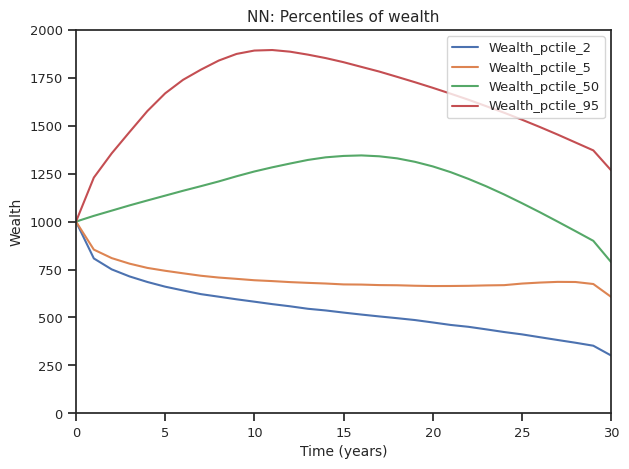 NN: Percentiles of wealth
Wealth_pctile_2
Wealth_pctile_5
Wealth_pctile_50
Wealth_pctile_95
Wealth
2000
1750
1500
1250
1000
750
500
250
0
0 5 10 15 20 25 30
Time (years)